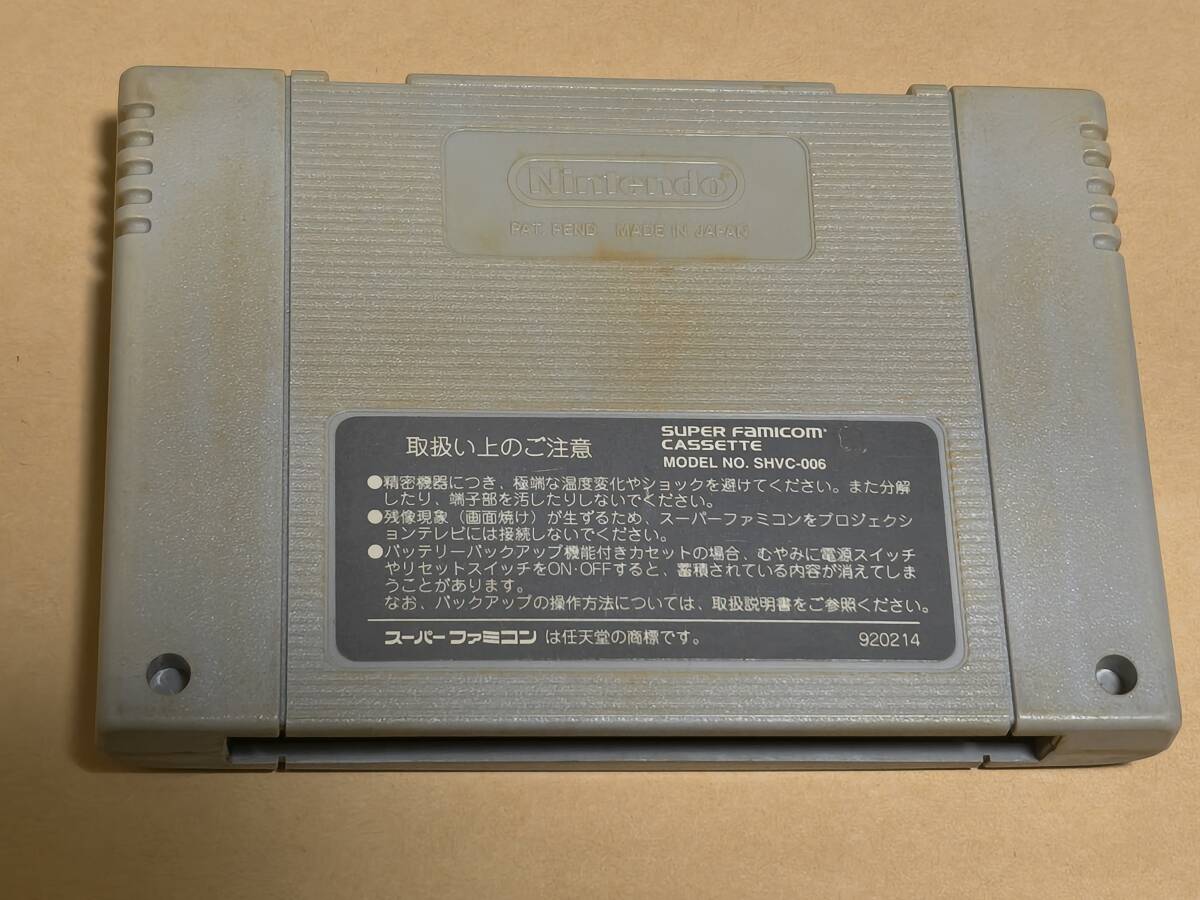 Nintendo
PAT. PEND. MADE IN JAPAN
取扱い上のご注意
SUPER FAMICOM
CASSETTE
MODEL NO. SHVC-006
●精密機器につき、極端な温度変化やショックを避けてください。また分解
したり、端子部を汚したりしないでください。
●残像現象（画面焼け）が生ずるため、スーパーファミコンをプロジェクシ
ョンテレビには接続しないでください。
●バッテリーバックアップ機能付きカセットの場合、むやみに電源スイッチ
やリセットスイッチをON·OFFすると、蓄積されている内容が消えてしま
うことがあります。
なお、バックアップの操作方法については、取扱説明書をご参照ください。
スーパーファミコン は任天堂の商標です。
920214